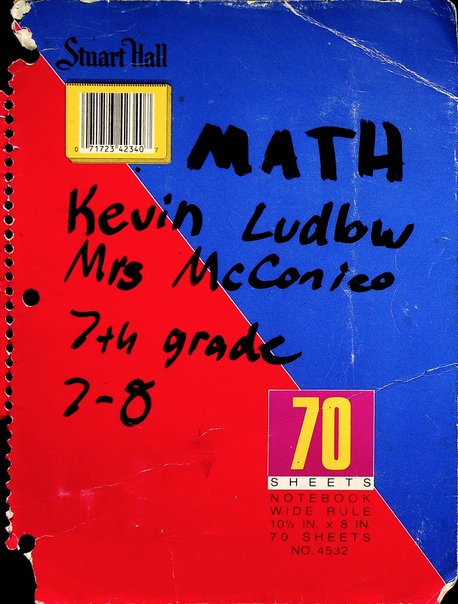 Stuart Hall
0 71723 42340 7
MATH
Kevin Ludlow
Mrs McConico
7th grade
7-8
70
SHEETS
NOTEBOOK
WIDE RULE
10½ IN. x 8 IN.
70 SHEETS
NO. 4532